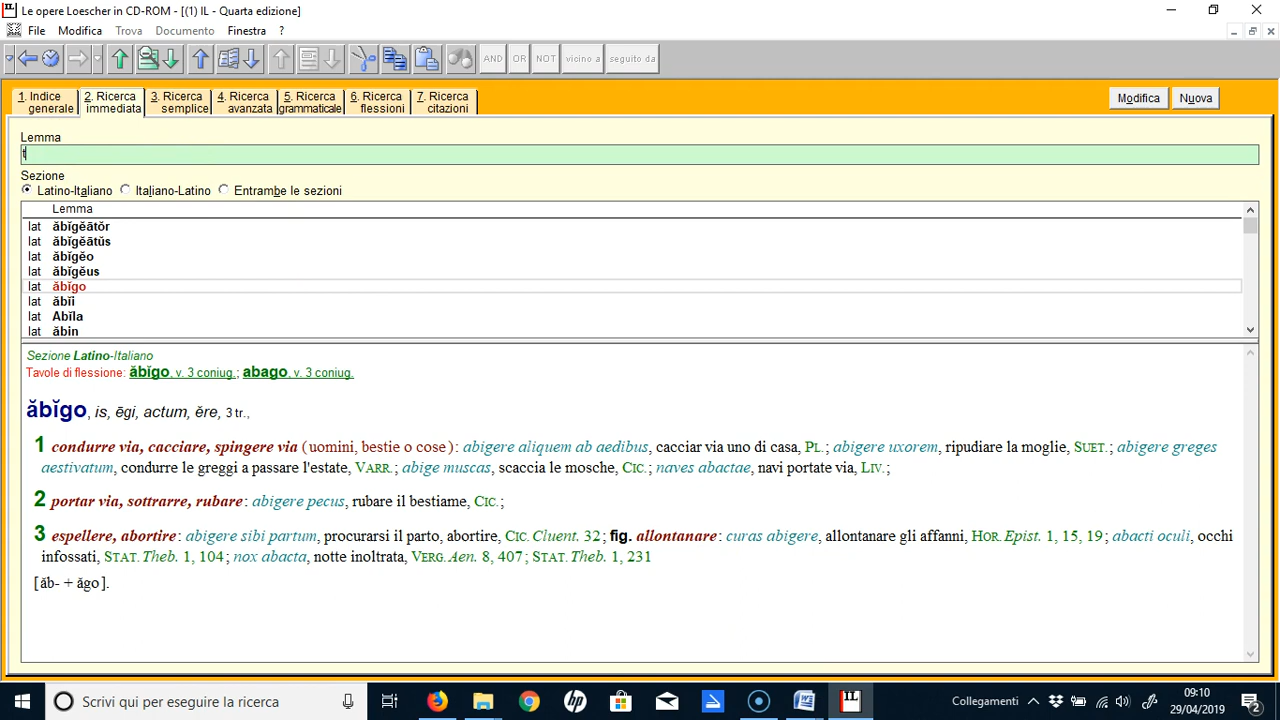 Le opere Loescher in CD-ROM - [(1) IL - Quarta edizione]
File Modifica Trova Documento Finestra ?
AND OR NOT vicino a seguito da
1. Indice generale
2. Ricerca immediata
3. Ricerca semplice
4. Ricerca avanzata
5. Ricerca grammaticale
6. Ricerca flessioni
7. Ricerca citazioni
Modifica Nuova
Lemma
t
Sezione
Latino-Italiano Italiano-Latino Entrambe le sezioni
Lemma
lat ăbĭgĕātŏr
lat ăbĭgĕātŭs
lat ăbĭgĕo
lat ăbĭgĕus
lat ăbĭgo
lat ăbĭi
lat Abĭla
lat ăbin
Sezione Latino-Italiano
Tavole di flessione: ăbĭgo, v. 3 coniug.; abago, v. 3 coniug.
ăbĭgo, is, ēgi, actum, ĕre, 3 tr.,
1 condurre via, cacciare, spingere via (uomini, bestie o cose): abigere aliquem ab aedibus, cacciar via uno di casa, PL.; abigere uxorem, ripudiare la moglie, SUET.; abigere greges
aestivatum, condurre le greggi a passare l'estate, VARR.; abige muscas, scaccia le mosche, CIC.; naves abactae, navi portate via, LIV.;
2 portar via, sottrarre, rubare: abigere pecus, rubare il bestiame, CIC.;
3 espellere, abortire: abigere sibi partum, procurarsi il parto, abortire, CIC. Cluent. 32; fig. allontanare: curas abigere, allontanare gli affanni, HOR. Epist. 1, 15, 19; abacti oculi, occhi
infossati, STAT. Theb. 1, 104; nox abacta, notte inoltrata, VERG. Aen. 8, 407; STAT. Theb. 1, 231
[ăb- + ăgo].
Scrivi qui per eseguire la ricerca
Collegamenti
09:10
29/04/2019
2